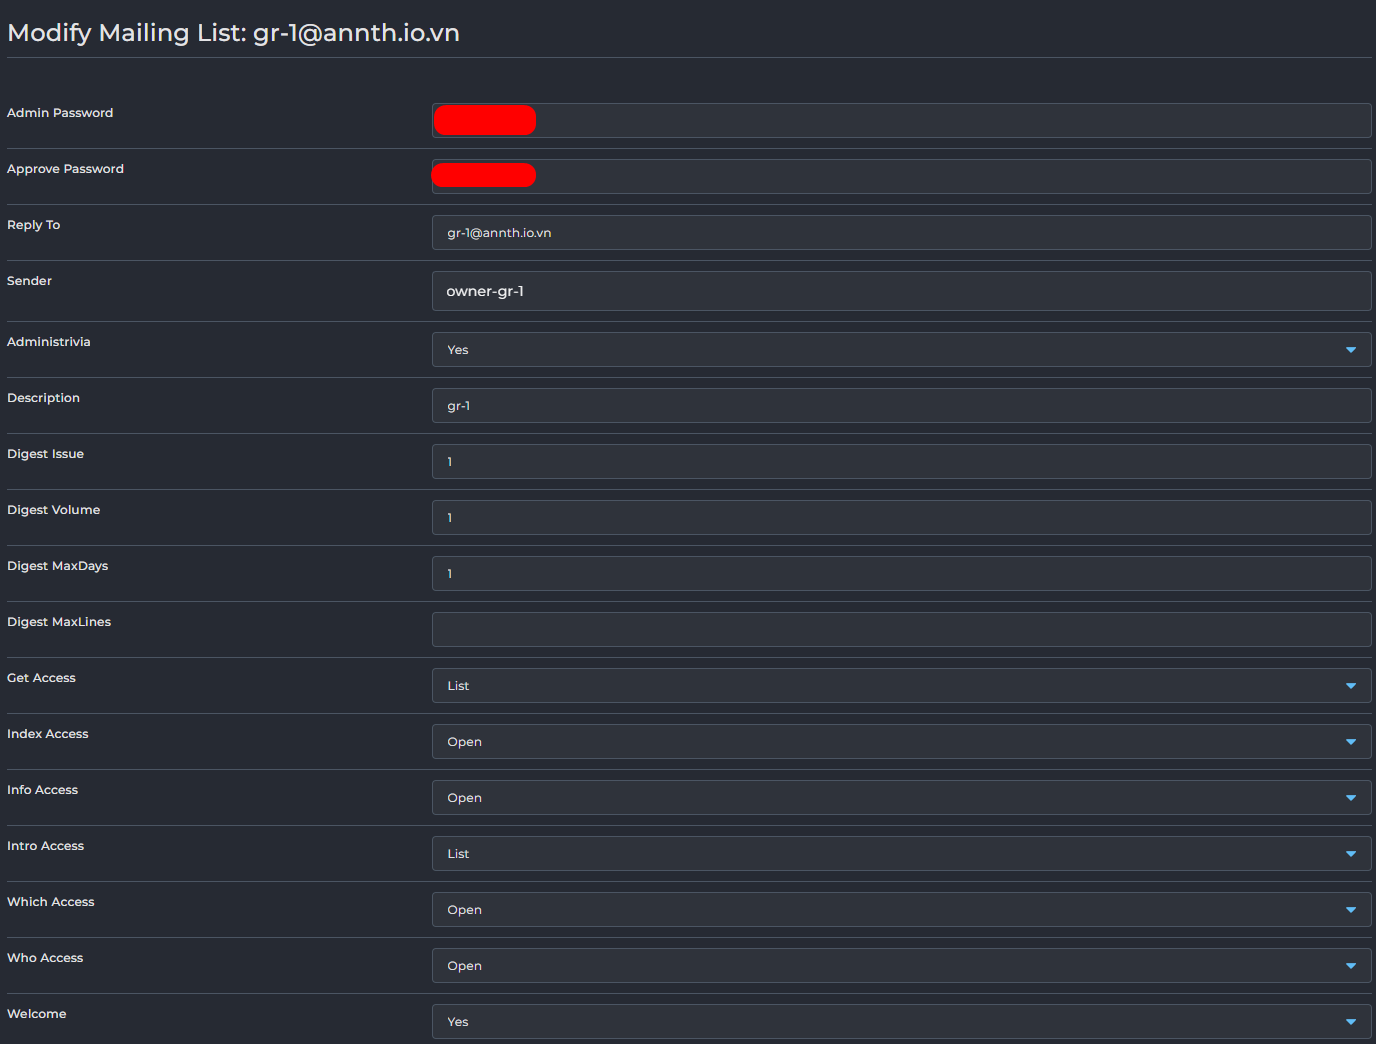 Modify Mailing List: gr-1@annth.io.vn
Admin Password
Approve Password
Reply To
gr-1@annth.io.vn
Sender
owner-gr-1
Administrivia
Yes
Description
gr-1
Digest Issue
1
Digest Volume
1
Digest MaxDays
1
Digest MaxLines
Get Access
List
Index Access
Open
Info Access
Open
Intro Access
List
Which Access
Open
Who Access
Open
Welcome
Yes